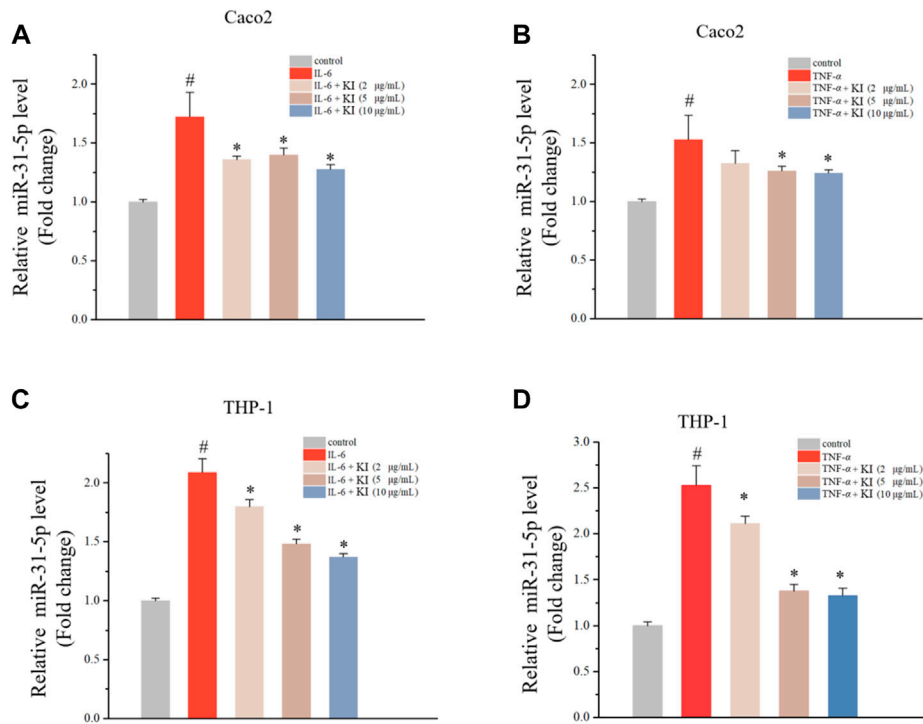 A
Caco2
Relative miR-31-5p level
(Fold change)
2.0
1.5
1.0
0.5
0.0
#
*
*
*
control
IL-6
IL-6 + KI (2 μg/mL)
IL-6 + KI (5 μg/mL)
IL-6 + KI (10 μg/mL)
B
Caco2
Relative miR-31-5p level
(Fold change)
2.0
1.5
1.0
0.5
0.0
#
*
*
control
TNF-α
TNF-α + KI (2 μg/mL)
TNF-α + KI (5 μg/mL)
TNF-α + KI (10 μg/mL)
C
THP-1
Relative miR-31-5p level
(Fold change)
2.0
1.5
1.0
0.5
0.0
#
*
*
*
control
IL-6
IL-6 + KI (2 μg/mL)
IL-6 + KI (5 μg/mL)
IL-6 + KI (10 μg/mL)
D
THP-1
Relative miR-31-5p level
(Fold change)
3.0
2.5
2.0
1.5
1.0
0.5
0.0
#
*
*
*
control
TNF-α
TNF-α + KI (2 μg/mL)
TNF-α + KI (5 μg/mL)
TNF-α + KI (10 μg/mL)